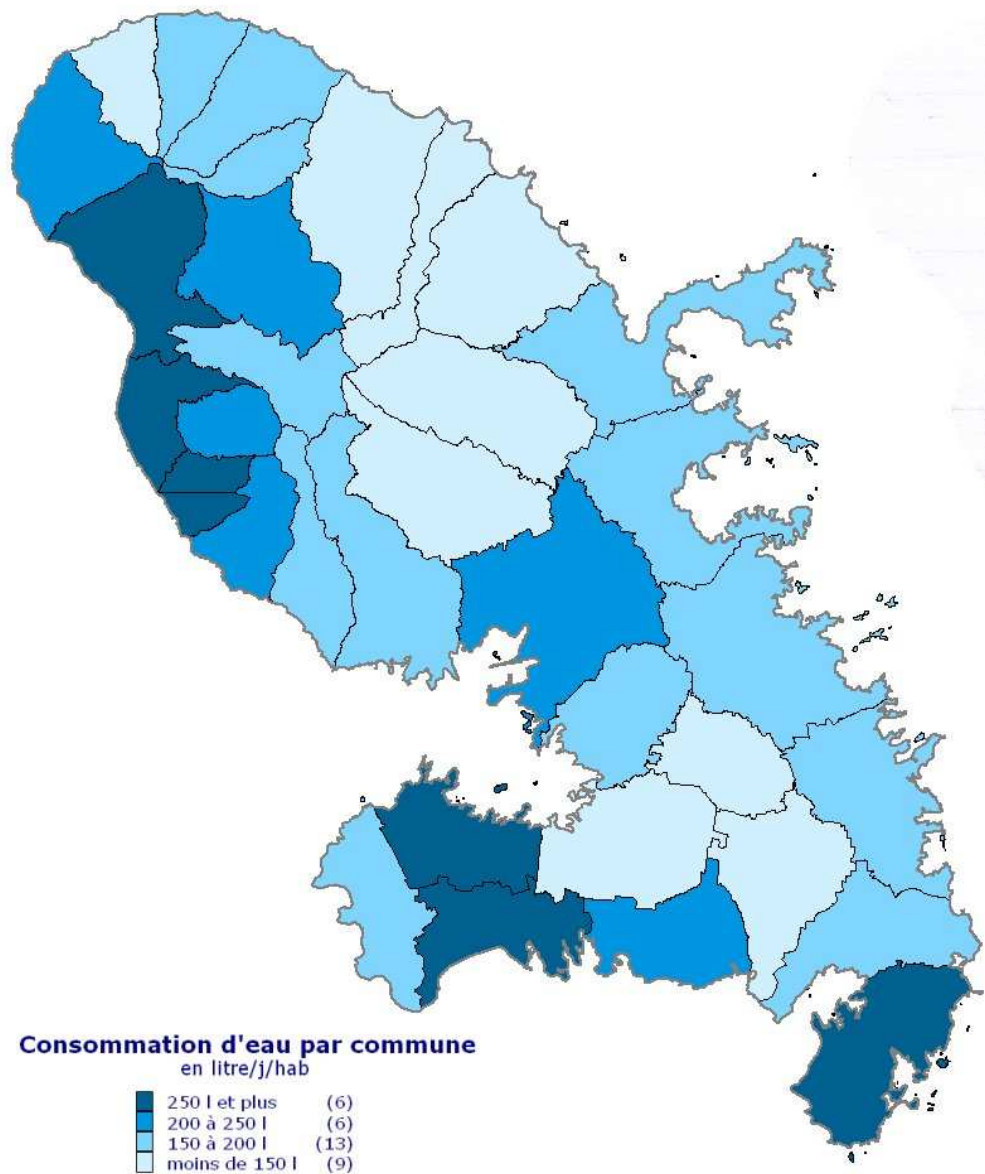 Consommation d'eau par commune
en litre/j/hab
250 l et plus (6)
200 à 250 l (6)
150 à 200 l (13)
moins de 150 l (9)